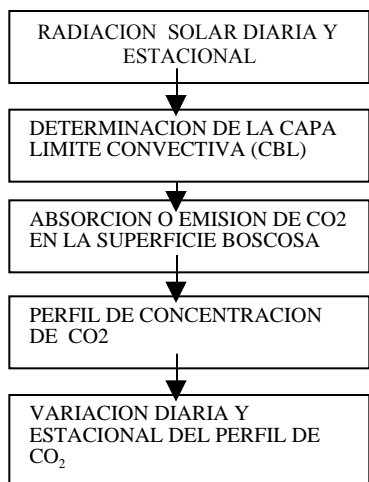 RADIACION SOLAR DIARIA Y
ESTACIONAL
DETERMINACION DE LA CAPA
LIMITE CONVECTIVA (CBL)
ABSORCION O EMISION DE CO2
EN LA SUPERFICIE BOSCOSA
PERFIL DE CONCENTRACION
DE CO2
VARIACION DIARIA Y
ESTACIONAL DEL PERFIL DE
CO₂